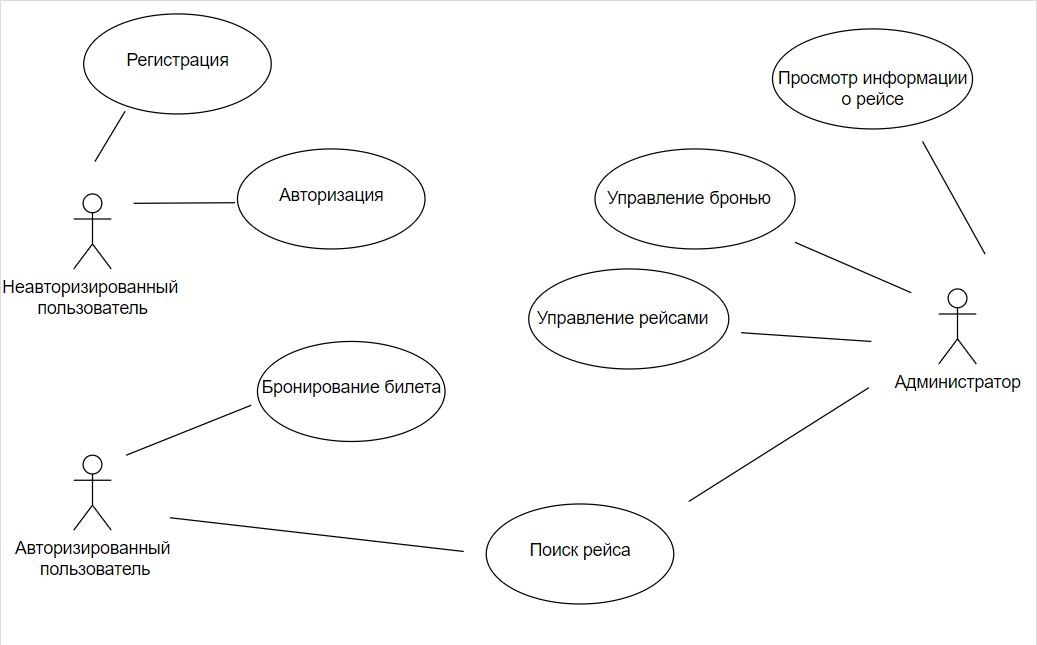 Регистрация
Просмотр информации
о рейсе
Авторизация
Управление бронью
Неавторизированный
пользователь
Управление рейсами
Администратор
Бронирование билета
Авторизированный
пользователь
Поиск рейса